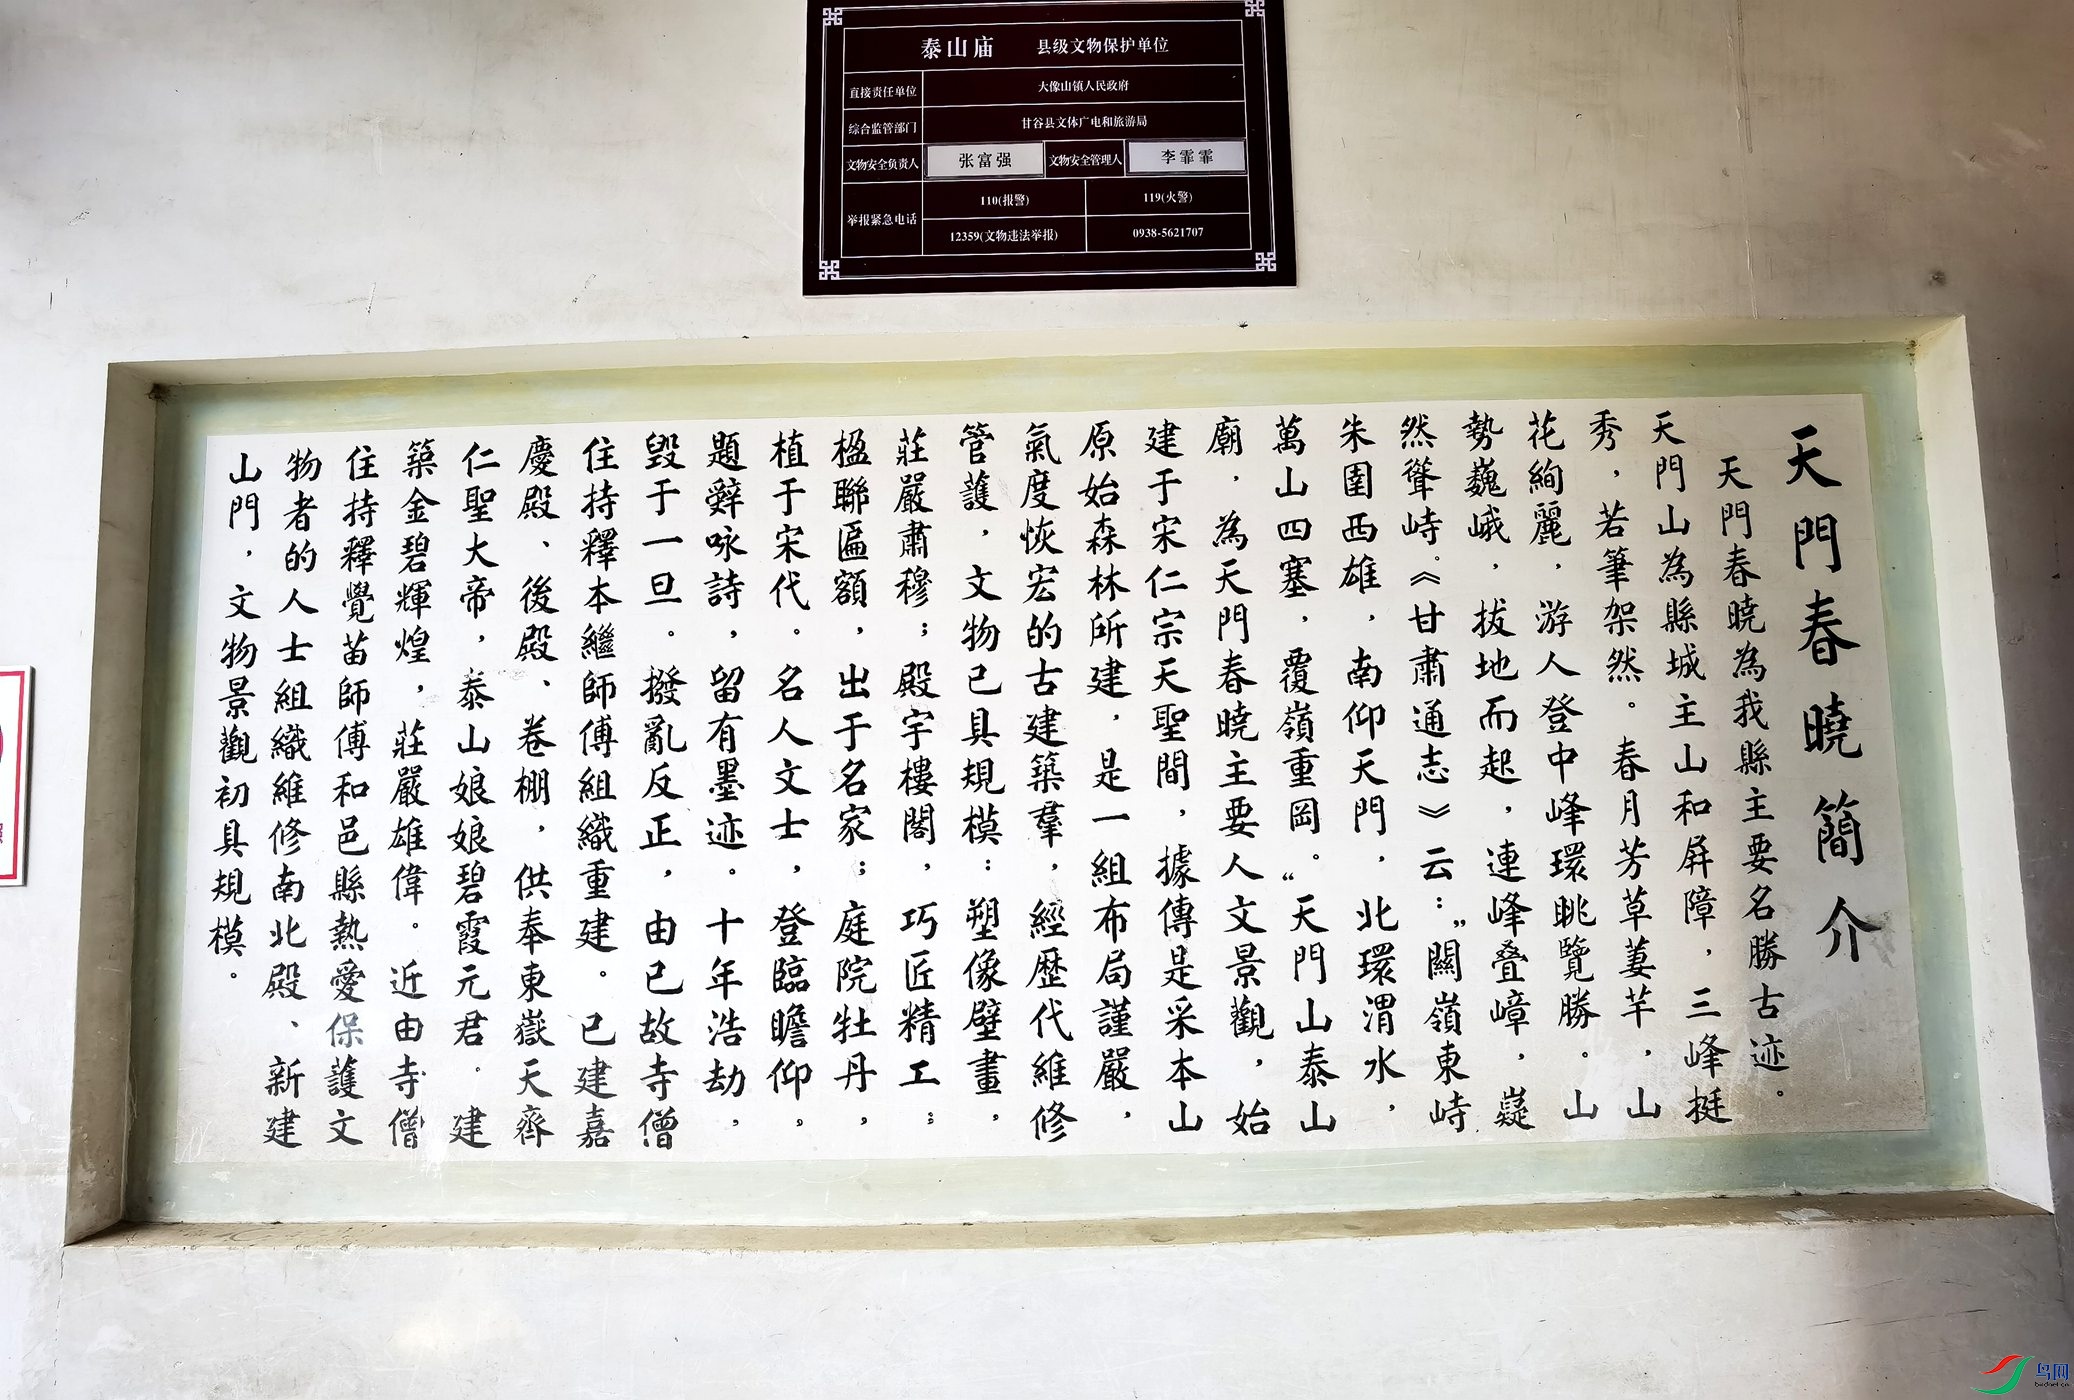 泰山庙 县级文物保护单位
直接责任单位 大像山镇人民政府
综合监管部门 甘谷县文体广电和旅游局
文物安全负责人 张富强 文物安全管理人 李霏霏
举报紧急电话 110(报警) 119(火警)
12359(文物违法举报) 0938-5621707
天門春曉簡介
天門春曉為我縣主要名勝古迹。
天門山為縣城主山和屏障，三峰挺
秀，若筆架然。春月芳草萋芊，山
花絢麗，游人登中峰環眺覽勝。山
勢巍峨，拔地而起，連峰叠嶂，嶷
然聳峙。《甘肅通志》云：“關嶺東峙
朱圉西雄，南仰天門，北環渭水，
萬山四塞，覆嶺重岡。”天門山泰山
廟，為天門春曉主要人文景觀，始
建于宋仁宗天聖間，據傳是采本山
原始森林所建，是一組布局謹嚴，
氣度恢宏的古建築羣，經歷代維修
管護，文物已具規模：塑像壁畫，
莊嚴肅穆；殿宇樓閣，巧匠精工；
楹聯匾額，出于名家；庭院牡丹，
植于宋代。名人文士，登臨瞻仰，
題辭咏詩，留有墨迹。十年浩劫，
毀于一旦。撥亂反正，由已故寺僧
住持釋本繼師傅組織重建。已建嘉
慶殿、後殿、卷棚，供奉東嶽天齊
仁聖大帝，泰山娘娘碧霞元君。建
築金碧輝煌，莊嚴雄偉。近由寺僧
住持釋覺苗師傅和邑縣熱愛保護文
物者的人士組織維修南北殿、新建
山門，文物景觀初具規模。
鸟网
birdnet.cn